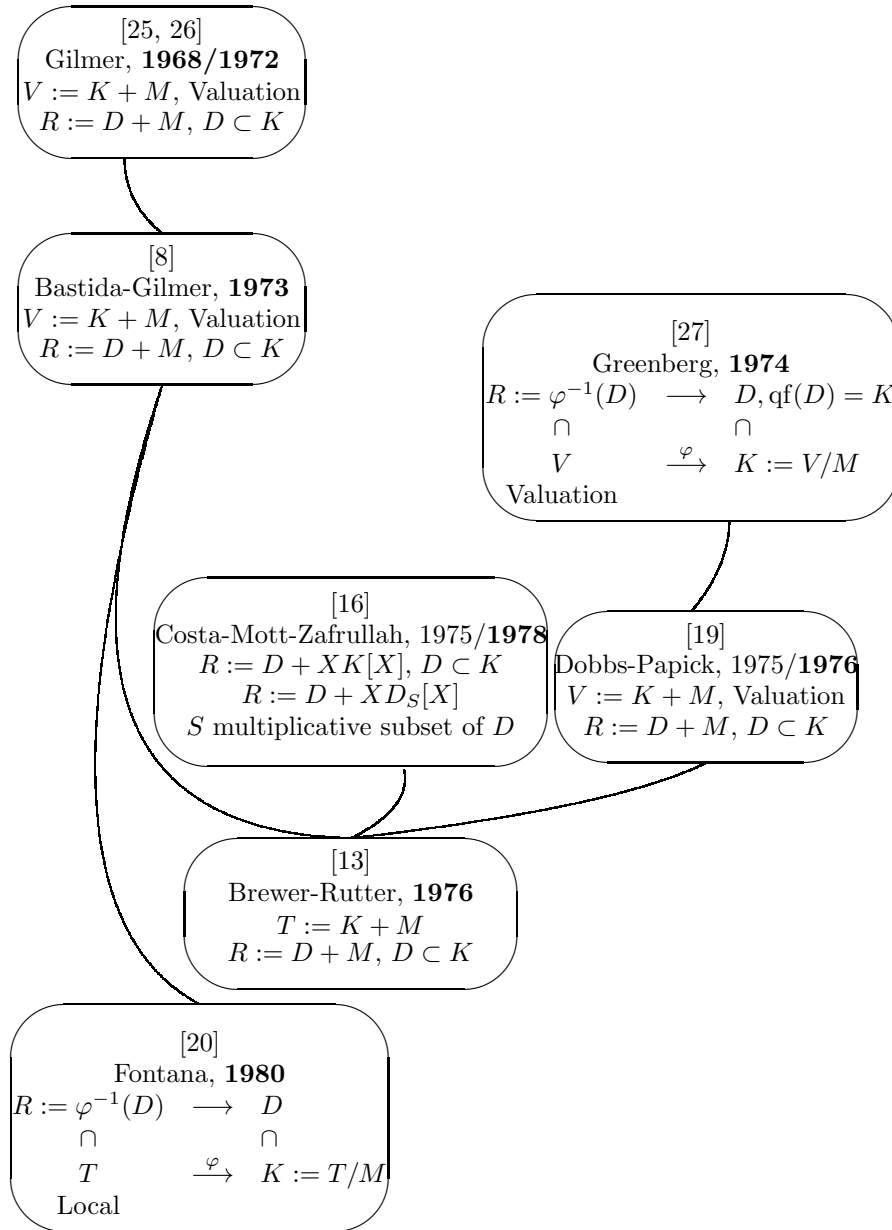 [25, 26]
Gilmer, 1968/1972
V := K + M, Valuation
R := D + M, D ⊂ K
[8]
Bastida-Gilmer, 1973
V := K + M, Valuation
R := D + M, D ⊂ K
[27]
Greenberg, 1974
R := φ⁻¹(D) ⟶ D, qf(D) = K
∩ ∩
V ⟶ φ K := V/M
Valuation
[16]
Costa-Mott-Zafrullah, 1975/1978
R := D + XK[X], D ⊂ K
R := D + XD_S[X]
S multiplicative subset of D
[19]
Dobbs-Papick, 1975/1976
V := K + M, Valuation
R := D + M, D ⊂ K
[13]
Brewer-Rutter, 1976
T := K + M
R := D + M, D ⊂ K
[20]
Fontana, 1980
R := φ⁻¹(D) ⟶ D
∩ ∩
T ⟶ φ K := T/M
Local